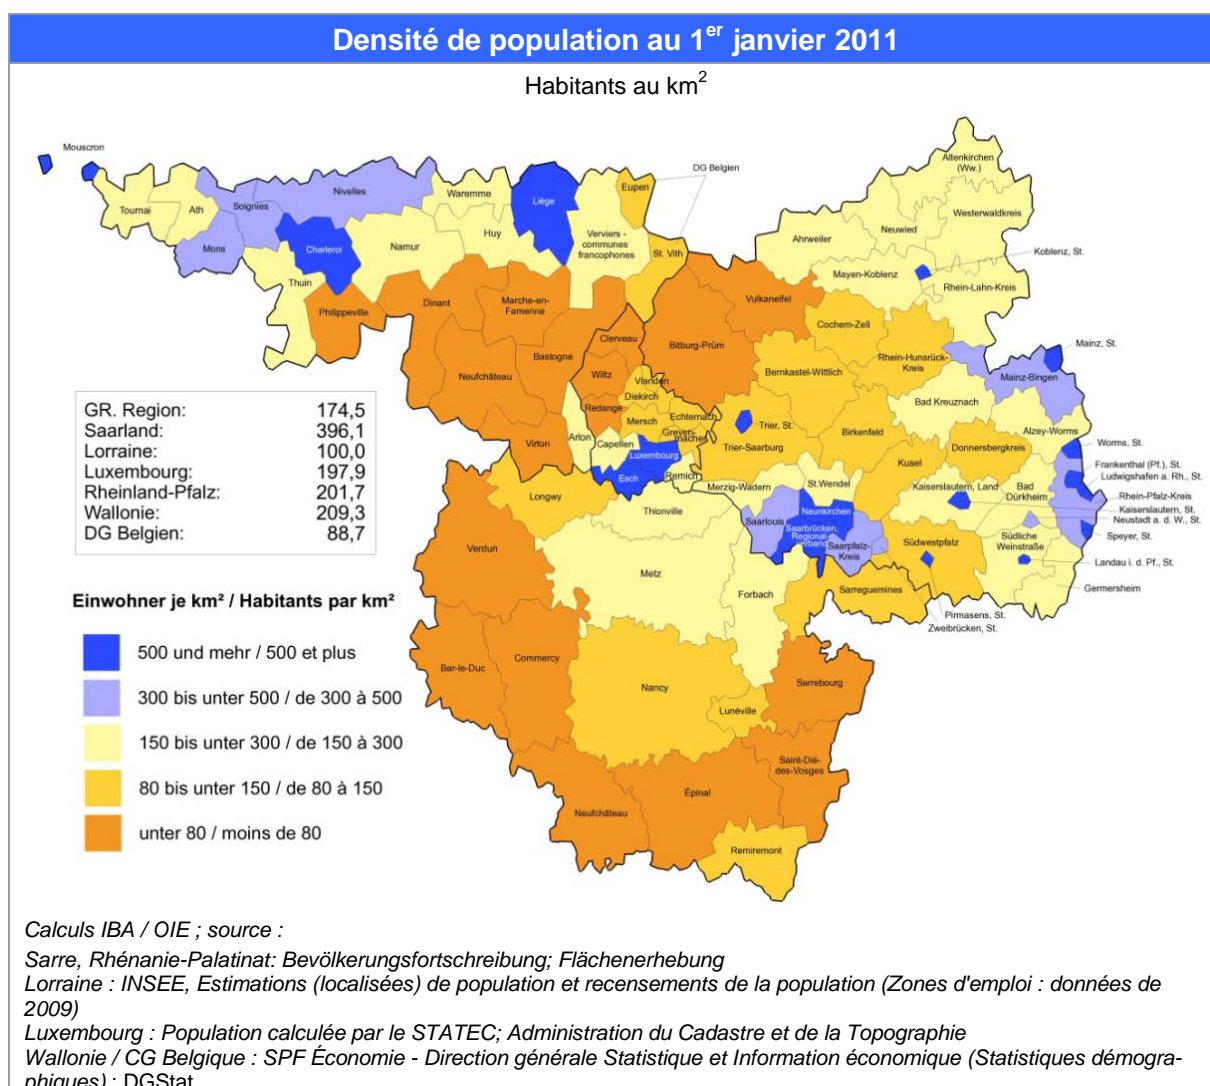 Densité de population au 1er janvier 2011
Habitants au km2
Mouscron
Tournai
Ath
Soignies
Mons
Nivelles
Charleroi
Thuin
Philippeville
Namur
Waremme
Huy
Liège
Verviers -
communes
francophones
Eupen
DG Belgien
St. Vith
Dinant
Marche-en-
Famenne
Bastogne
Neufchâteau
Virton
Arlon
Clerveau
Wiltz
Vianden
Diekirch
Redange
Mersch
Echternach
Greven-
macher
Capellen
Luxembourg
Esch
Remich
Altenkirchen
(Ww.)
Westerwaldkreis
Neuwied
Ahrweiler
Mayen-Koblenz
Koblenz, St.
Rhein-Lahn-Kreis
Vulkaneifel
Bitburg-Prüm
Cochem-Zell
Rhein-Hunsrück-
Kreis
Bernkastel-Wittlich
Mainz, St.
Mainz-Bingen
Bad Kreuznach
Alzey-Worms
Trier, St.
Trier-Saarburg
Birkenfeld
Kusel
Donnersbergkreis
Worms, St.
Frankenthal (Pf.), St.
Ludwigshafen a. Rh., St.
Rhein-Pfalz-Kreis
Kaiserslautern, St.
Neustadt a. d. W., St.
Speyer, St.
Landau i. d. Pf., St.
Germersheim
Kaiserslautern, Land
Bad
Dürkheim
Südliche
Weinstraße
Südwestpfalz
Pirmasens, St.
Zweibrücken, St.
Merzig-Wadern
St.Wendel
Neunkirchen
Saarlouis
Saarbrücken,
Regional-
verband
Saarpfalz-
Kreis
Longwy
Thionville
Verdun
Metz
Forbach
Sarreguemines
Bar-le-Duc
Commercy
Nancy
Lunéville
Sarrebourg
Saint-Dié-
des-Vosges
Épinal
Neufchâteau
Remiremont
GR. Region: 174,5
Saarland: 396,1
Lorraine: 100,0
Luxembourg: 197,9
Rheinland-Pfalz: 201,7
Wallonie: 209,3
DG Belgien: 88,7
Einwohner je km² / Habitants par km²
500 und mehr / 500 et plus
300 bis unter 500 / de 300 à 500
150 bis unter 300 / de 150 à 300
80 bis unter 150 / de 80 à 150
unter 80 / moins de 80
Calculs IBA / OIE ; source :
Sarre, Rhénanie-Palatinat: Bevölkerungsfortschreibung; Flächenerhebung
Lorraine : INSEE, Estimations (localisées) de population et recensements de la population (Zones d'emploi : données de
2009)
Luxembourg : Population calculée par le STATEC; Administration du Cadastre et de la Topographie
Wallonie / CG Belgique : SPF Économie - Direction générale Statistique et Information économique (Statistiques démogra-
phiques) ; DGStat